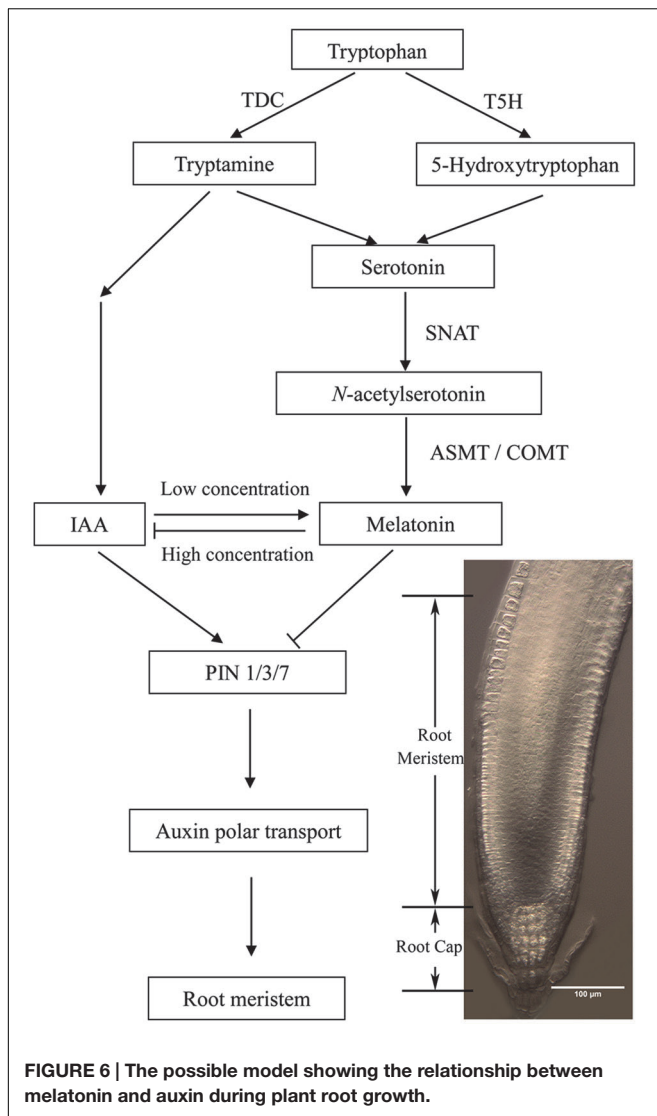 Tryptophan
TDC
T5H
Tryptamine
5-Hydroxytryptophan
Serotonin
SNAT
N-acetylserotonin
ASMT / COMT
Low concentration
IAA
Melatonin
High concentration
PIN 1/3/7
Root
Meristem
Auxin polar transport
Root Cap
Root meristem
100 µm
FIGURE 6 | The possible model showing the relationship between
melatonin and auxin during plant root growth.